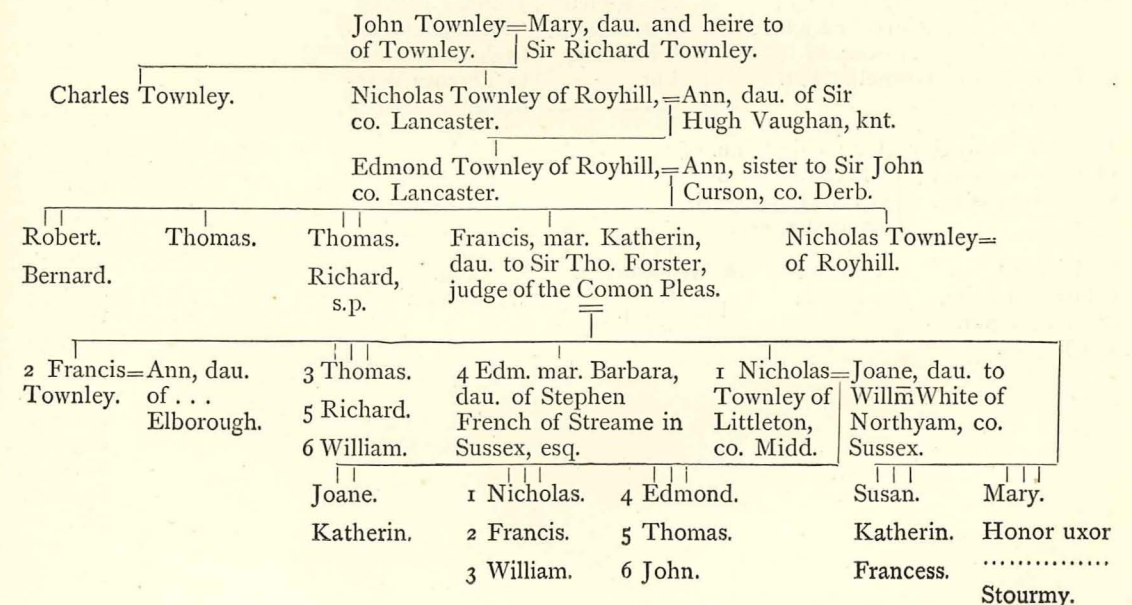 John Townley=Mary, dau. and heire to
of Townley. Sir Richard Townley.
Charles Townley.
Nicholas Townley of Royhill,=Ann, dau. of Sir
co. Lancaster. Hugh Vaughan, knt.
Edmond Townley of Royhill,=Ann, sister to Sir John
co. Lancaster. Curson, co. Derb.
Robert.
Bernard.
Thomas.
Thomas.
Richard,
s.p.
Francis, mar. Katherin,
dau. to Sir Tho. Forster,
judge of the Comon Pleas.
Nicholas Townley=
of Royhill.
2 Francis=Ann, dau.
Townley. of . . .
Elborough.
3 Thomas.
5 Richard.
6 William.
4 Edm. mar. Barbara,
dau. of Stephen
French of Streame in
Sussex, esq.
1 Nicholas=Joane, dau. to
Townley of Willm̄ White of
Littleton, Northyam, co.
co. Midd. Sussex.
Joane.
Katherin.
1 Nicholas.
2 Francis.
3 William.
4 Edmond.
5 Thomas.
6 John.
Susan.
Katherin.
Francess.
Mary.
Honor uxor
...............
Stourmy.